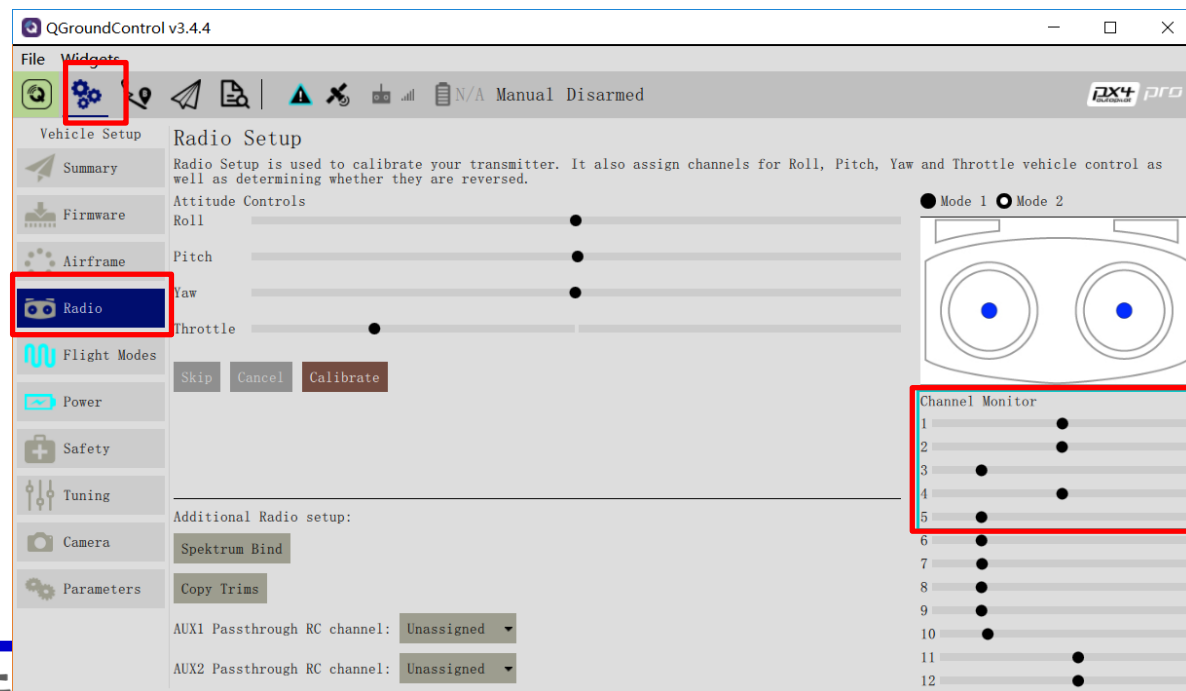 QGroundControl v3.4.4
File Widgets
N/A Manual Disarmed
px4 pro
autopilot
Vehicle Setup
Summary
Firmware
Airframe
Radio
Flight Modes
Power
Safety
Tuning
Camera
Parameters
Radio Setup
Radio Setup is used to calibrate your transmitter. It also assign channels for Roll, Pitch, Yaw and Throttle vehicle control as
well as determining whether they are reversed.
Attitude Controls
Roll
Pitch
Yaw
Throttle
Skip Cancel Calibrate
Additional Radio setup:
Spektrum Bind
Copy Trims
AUX1 Passthrough RC channel: Unassigned
AUX2 Passthrough RC channel: Unassigned
Mode 1 Mode 2
Channel Monitor
1
2
3
4
5
6
7
8
9
10
11
12